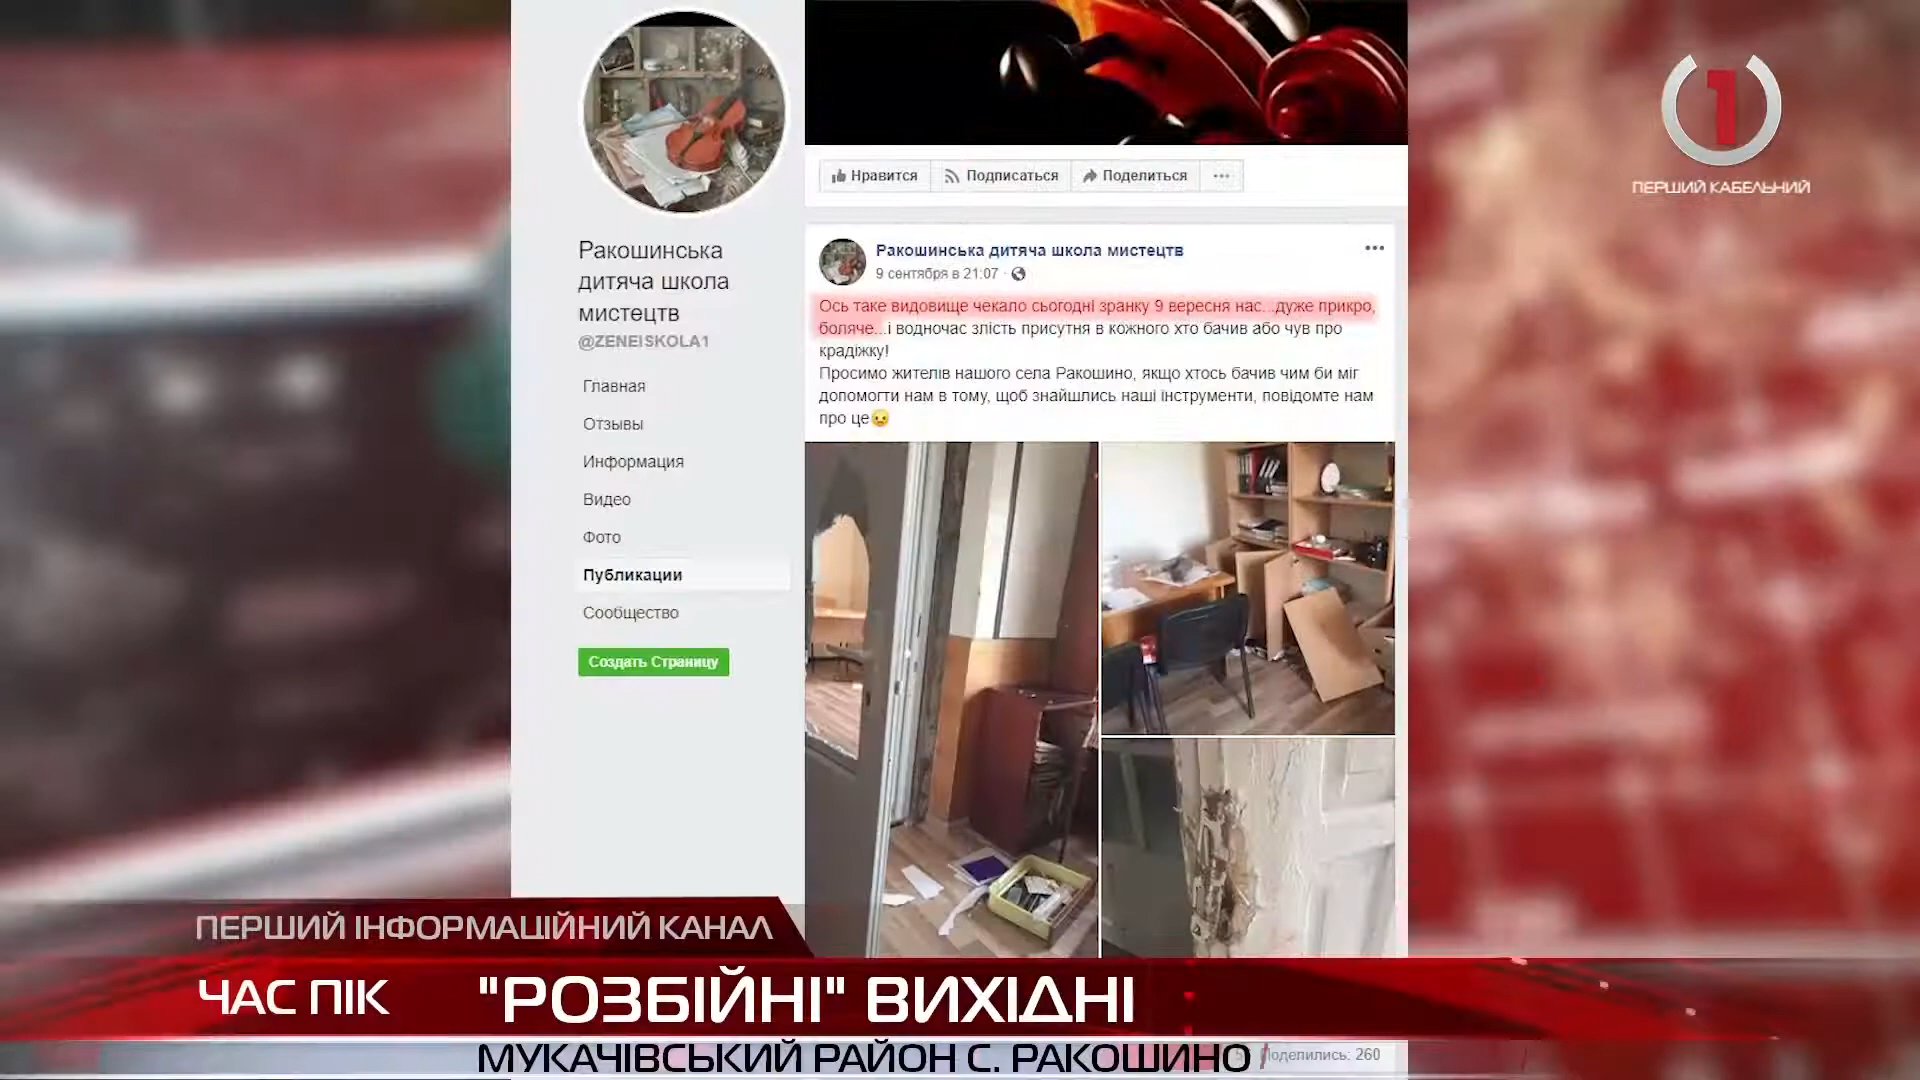 1
ПЕРШИЙ КАБЕЛЬНИЙ
Нравится
Подписаться
Поделиться
Ракошинська
дитяча школа
мистецтв
@ZENEISKOLA1
Главная
Отзывы
Информация
Видео
Фото
Публикации
Сообщество
Создать Страницу
Ракошинська дитяча школа мистецтв
9 сентября в 21:07
Ось таке видовище чекало сьогодні зранку 9 вересня нас...дуже прикро,
боляче...і водночас злість присутня в кожного хто бачив або чув про
крадіжку!
Просимо жителів нашого села Ракошино, якщо хтось бачив чим би міг
допомогти нам в тому, щоб знайшлись наші інструменти, повідомте нам
про це
ПЕРШИЙ ІНФОРМАЦІЙНИЙ КАНАЛ
ЧАС ПІК
"РОЗБІЙНІ" ВИХІДНІ
МУКАЧІВСЬКИЙ РАЙОН С. РАКОШИНО /
Поделились: 260